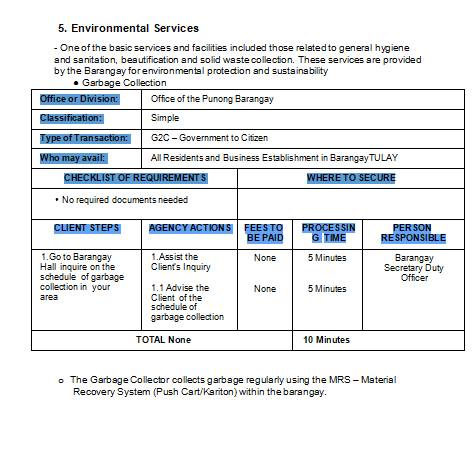 5. Environmental Services
- One of the basic services and facilities included those related to general hygiene
and sanitation, beautification and solid waste collection. These services are provided
by the Barangay for environmental protection and sustainability
● Garbage Collection
Office or Division: Office of the Punong Barangay
Classification: Simple
Type of Transaction: G2C – Government to Citizen
Who may avail: All Residents and Business Establishment in Barangay TULAY
CHECKLIST OF REQUIREMENTS WHERE TO SECURE
• No required documents needed
CLIENT STEPS AGENCY ACTIONS FEES TO BE PAID PROCESSIN G TIME PERSON RESPONSIBLE
1.Go to Barangay
Hall inquire on the
schedule of garbage
collection in your
area
1.Assist the
Client's Inquiry
1.1 Advise the
Client of the
schedule of
garbage collection
None
None
5 Minutes
5 Minutes
Barangay
Secretary Duty
Officer
TOTAL None 10 Minutes
o The Garbage Collector collects garbage regularly using the MRS – Material
Recovery System (Push Cart/Kariton) within the barangay.